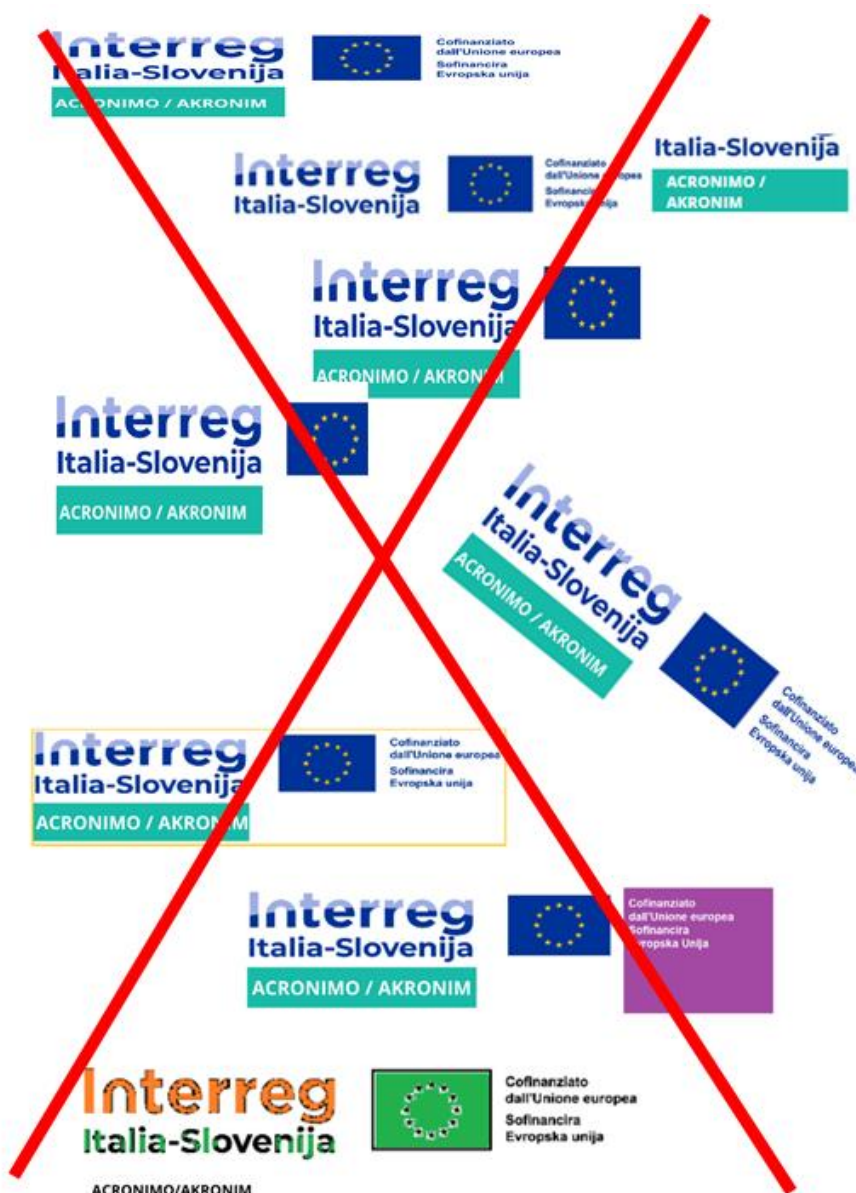 Interreg
Italia-Slovenija
ACRONIMO / AKRONIM
Cofinanziato
dall'Unione europea
Sofinancira
Evropska unija
Interreg
Italia-Slovenija
Cofinanziato
dall'Unione europea
Sofinancira
Evropska unija
Italia-Slovenija
ACRONIMO /
AKRONIM
Interreg
Italia-Slovenija
ACRONIMO / AKRONIM
Interreg
Italia-Slovenija
ACRONIMO / AKRONIM
Interreg
Italia-Slovenija
ACRONIMO / AKRONIM
Cofinanziato
dall'Unione europea
Sofinancira
Evropska unija
Interreg
Italia-Slovenija
ACRONIMO / AKRONIM
Cofinanziato
dall'Unione europea
Sofinancira
Evropska unija
Interreg
Italia-Slovenija
ACRONIMO / AKRONIM
Cofinanziato
dall'Unione europea
Sofinancira
Evropska Unija
Interreg
Italia-Slovenija
ACRONIMO/AKRONIM
Cofinanziato
dall'Unione europea
Sofinancira
Evropska unija